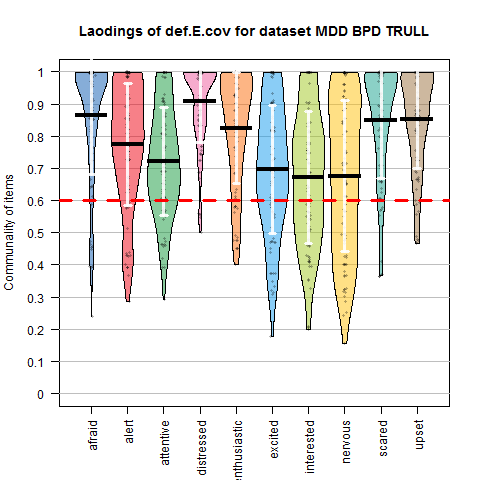 Laodings of def.E.cov for dataset MDD BPD TRULL
Communality of items
1
0.9
0.8
0.7
0.6
0.5
0.4
0.3
0.2
0.1
0
afraid
alert
attentive
distressed
enthusiastic
excited
interested
nervous
scared
upset